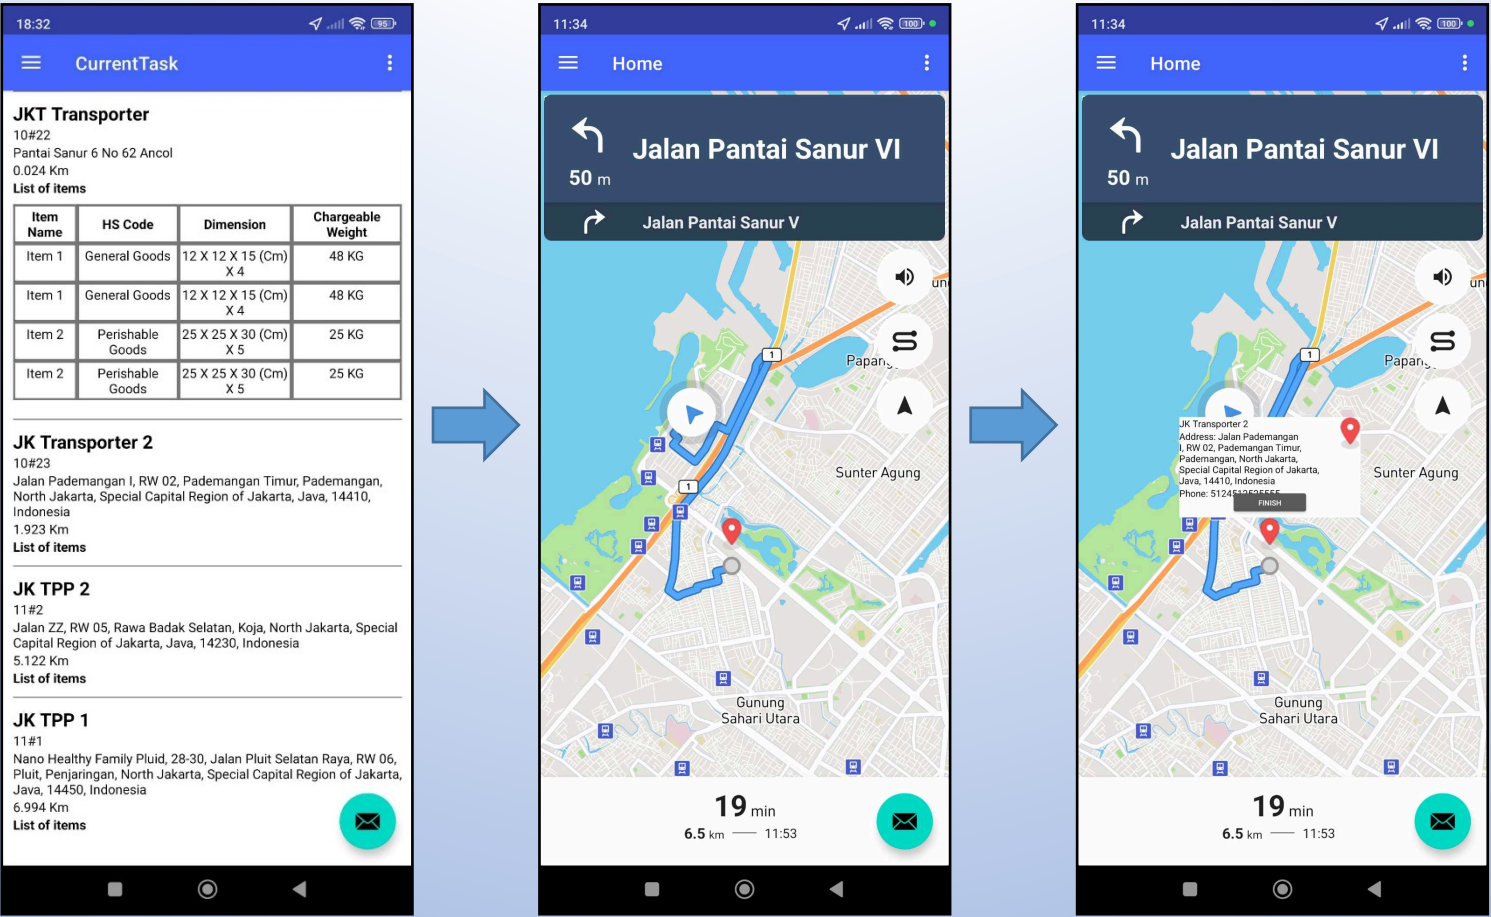 18:32
95
CurrentTask
JKT Transporter
10#22
Pantai Sanur 6 No 62 Ancol
0.024 Km
List of items
Item Name HS Code Dimension Chargeable Weight
Item 1 General Goods 12 X 12 X 15 (Cm) X 4 48 KG
Item 1 General Goods 12 X 12 X 15 (Cm) X 4 48 KG
Item 2 Perishable Goods 25 X 25 X 30 (Cm) X 5 25 KG
Item 2 Perishable Goods 25 X 25 X 30 (Cm) X 5 25 KG
JK Transporter 2
10#23
Jalan Pademangan I, RW 02, Pademangan Timur, Pademangan,
North Jakarta, Special Capital Region of Jakarta, Java, 14410,
Indonesia
1.923 Km
List of items
JK TPP 2
11#2
Jalan ZZ, RW 05, Rawa Badak Selatan, Koja, North Jakarta, Special
Capital Region of Jakarta, Java, 14230, Indonesia
5.122 Km
List of items
JK TPP 1
11#1
Nano Healthy Family Pluid, 28-30, Jalan Pluit Selatan Raya, RW 06,
Pluit, Penjaringan, North Jakarta, Special Capital Region of Jakarta,
Java, 14450, Indonesia
6.994 Km
List of items
11:34
100
Home
Jalan Pantai Sanur VI
50 m
Jalan Pantai Sanur V
1
1
Sunter Agung
Gunung
Sahari Utara
19 min
6.5 km — 11:53
11:34
100
Home
Jalan Pantai Sanur VI
50 m
Jalan Pantai Sanur V
1
JK Transporter 2
Address: Jalan Pademangan
I, RW 02, Pademangan Timur,
Pademangan, North Jakarta,
Special Capital Region of Jakarta,
Java, 14410, Indonesia
Phone:
FINISH
Sunter Agung
Gunung
Sahari Utara
19 min
6.5 km — 11:53